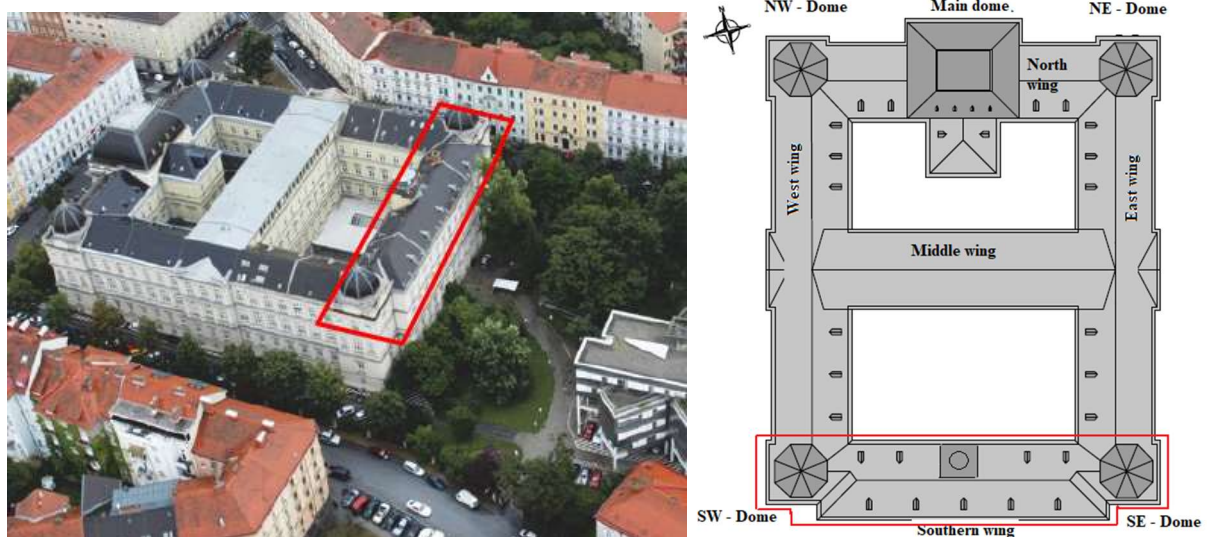 NW - Dome
Main dome.
NE - Dome
N
North
wing
West wing
East wing
Middle wing
SW - Dome
SE - Dome
Southern wing